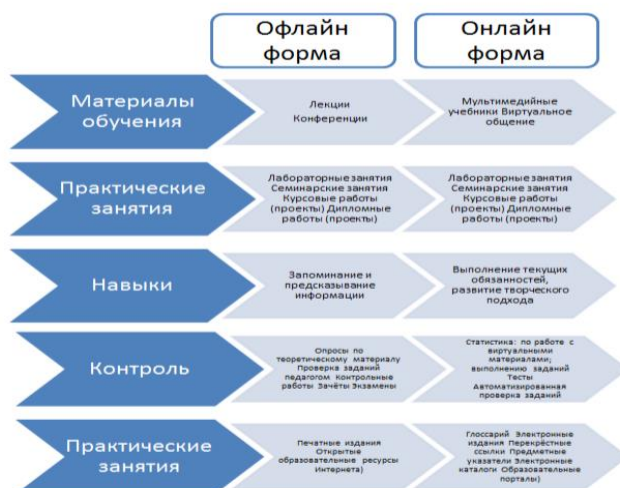 Офлайн
форма
Онлайн
форма
Материалы
обучения
Лекции
Конференции
Мультимедийные
учебники Виртуальное
общение
Практические
занятия
Лабораторные занятия
Семинарские занятия
Курсовые работы
(проекты) Дипломные
работы (проекты)
Лабораторные занятия
Семинарские занятия
Курсовые работы
(проекты) Дипломные
работы (проекты)
Навыки
Запоминание и
предсказывание
информации
Выполнение текущих
обязанностей,
развитие творческого
подхода
Контроль
Опросы по
теоретическому материалу
Проверка заданий
педагогом Контрольные
работы Зачёты Экзамены
Статистика: по работе с
виртуальными
материалами;
выполнению заданий
Тесты
Автоматизированная
проверка заданий
Практические
занятия
Печатные издания
Открытые
образовательные ресурсы
Интернета)
Глоссарий Электронные
издания Перекрёстные
ссылки Предметные
указатели Электронные
каталоги Образовательные
порталы)